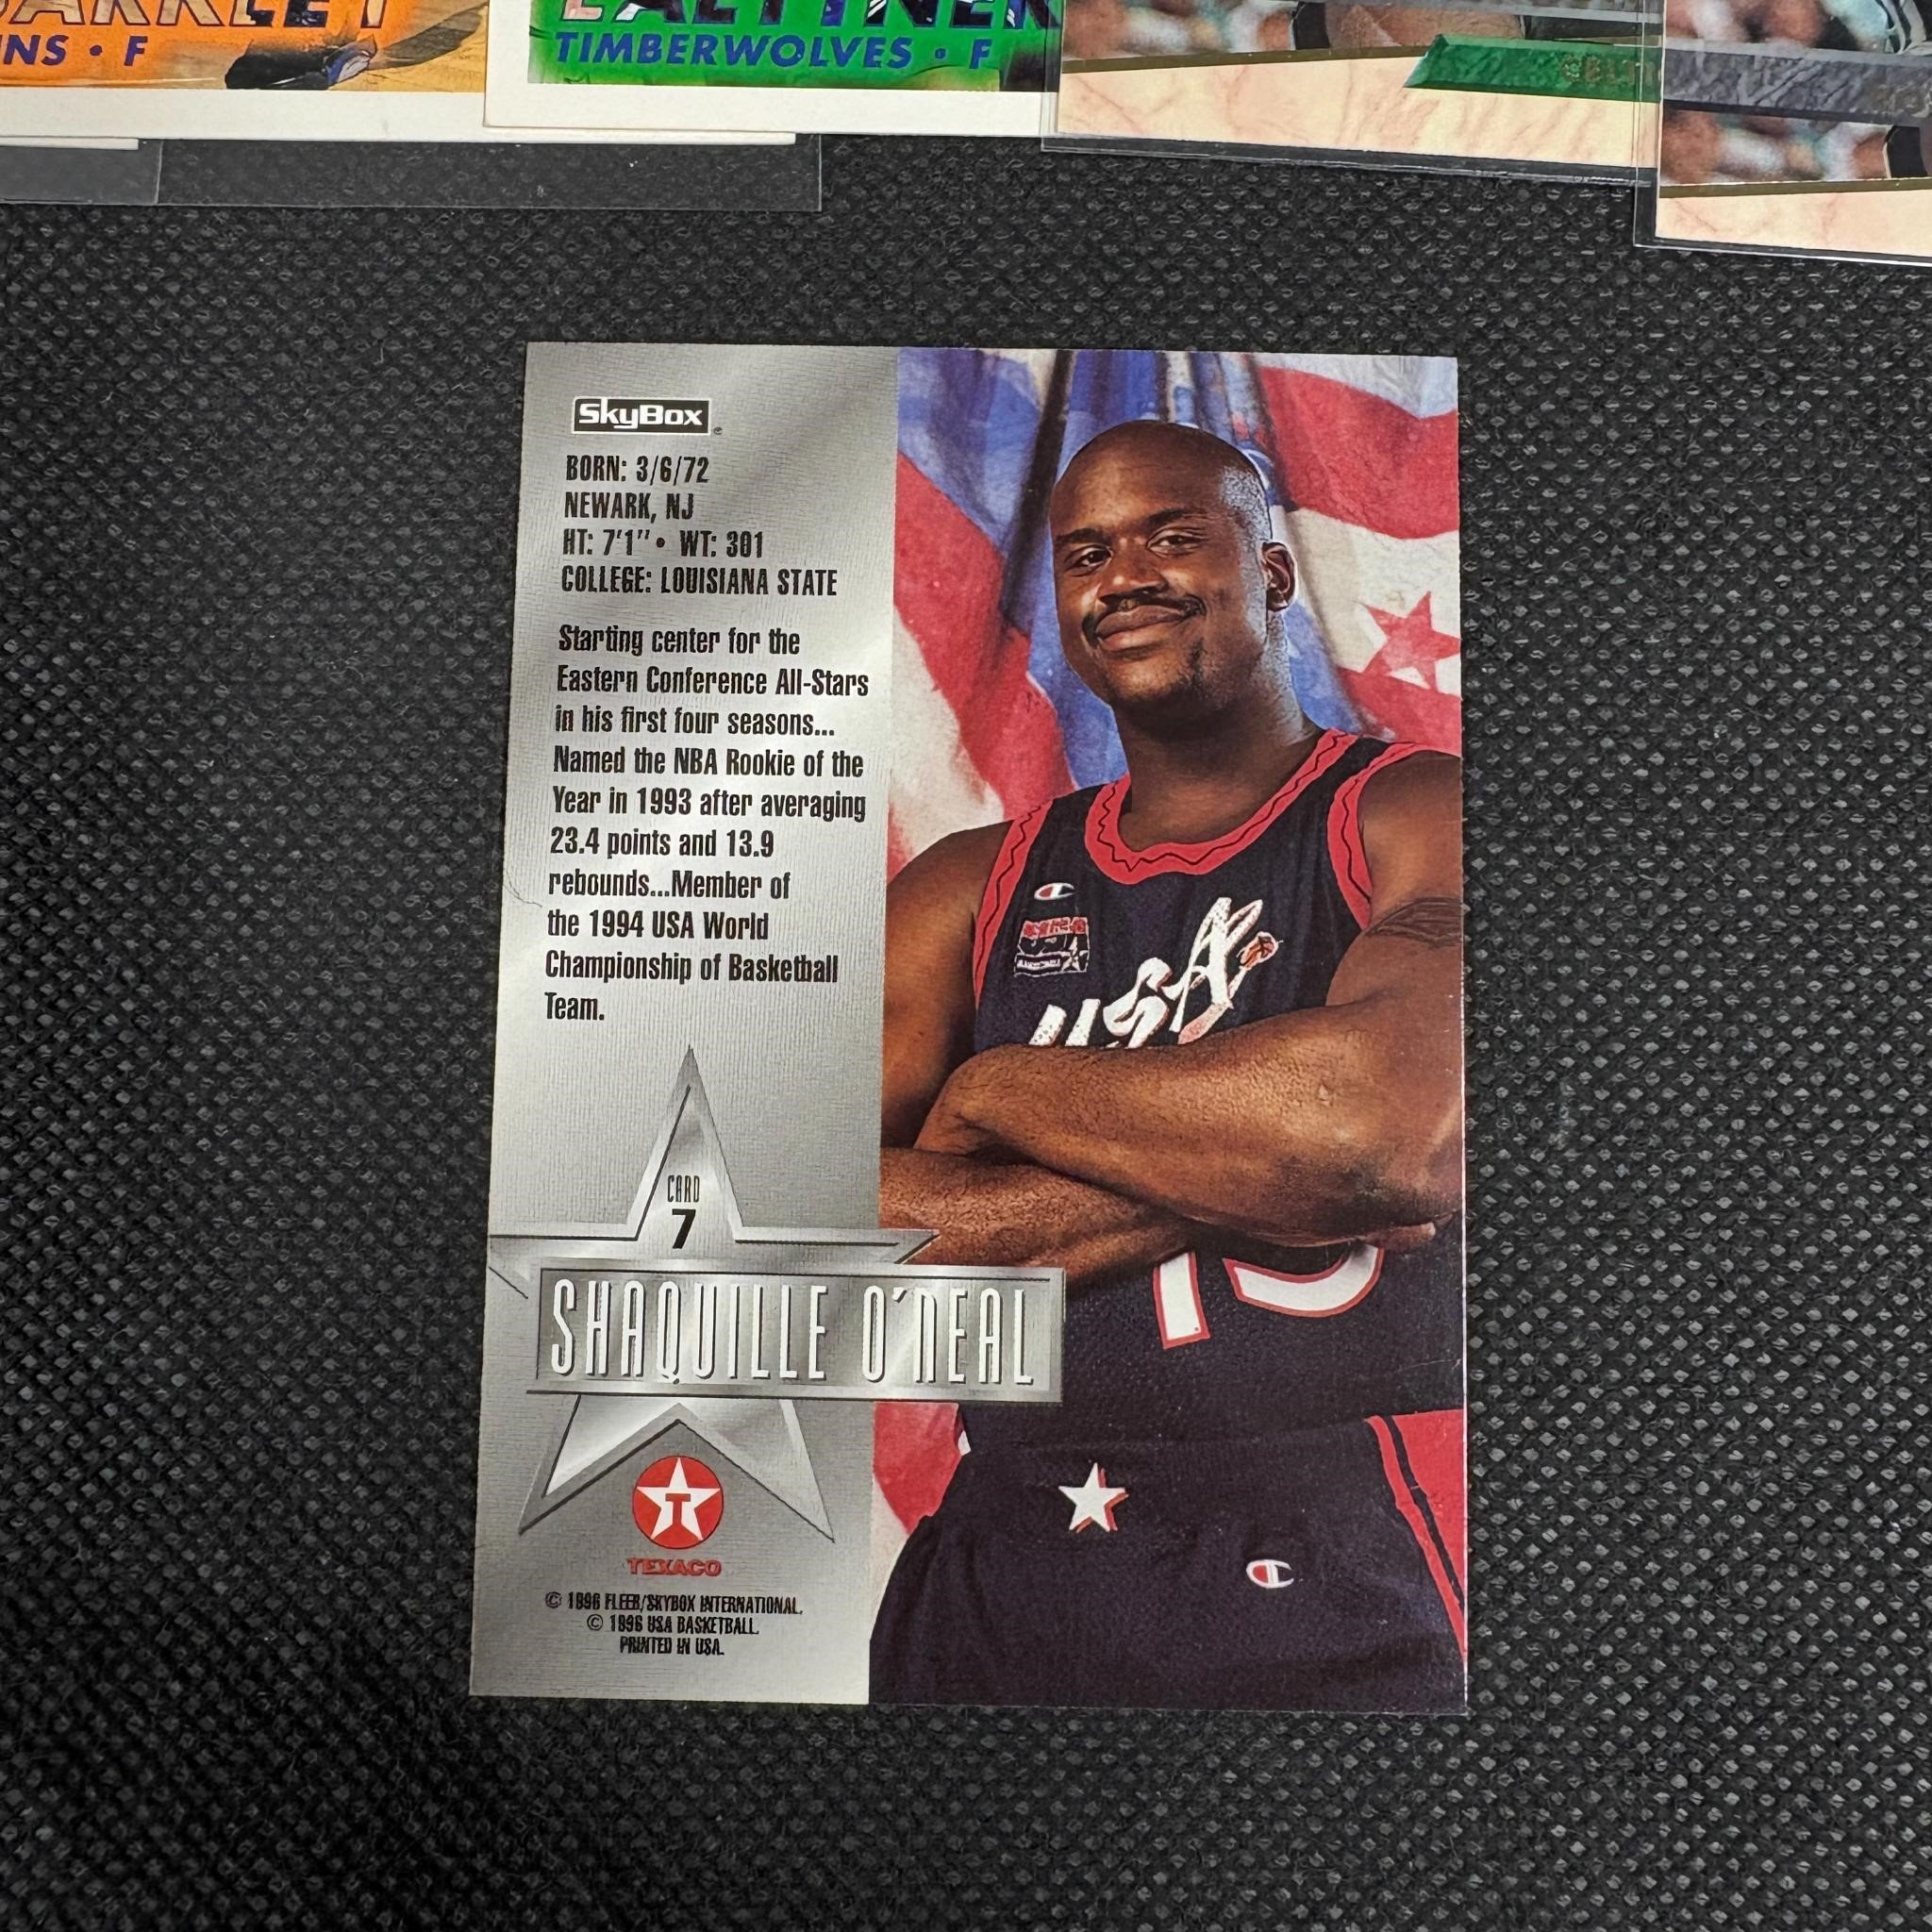 TIMBERWOLVES • F
SkyBox
BORN: 3/6/72
NEWARK, NJ
HT: 7'1" • WT: 301
COLLEGE: LOUISIANA STATE
Starting center for the
Eastern Conference All-Stars
in his first four seasons...
Named the NBA Rookie of the
Year in 1993 after averaging
23.4 points and 13.9
rebounds...Member of
the 1994 USA World
Championship of Basketball
Team.
USA
CARD
7
SHAQUILLE O'NEAL
T
TEXACO
© 1996 FLEER/SKYBOX INTERNATIONAL.
© 1996 USA BASKETBALL.
PRINTED IN USA.